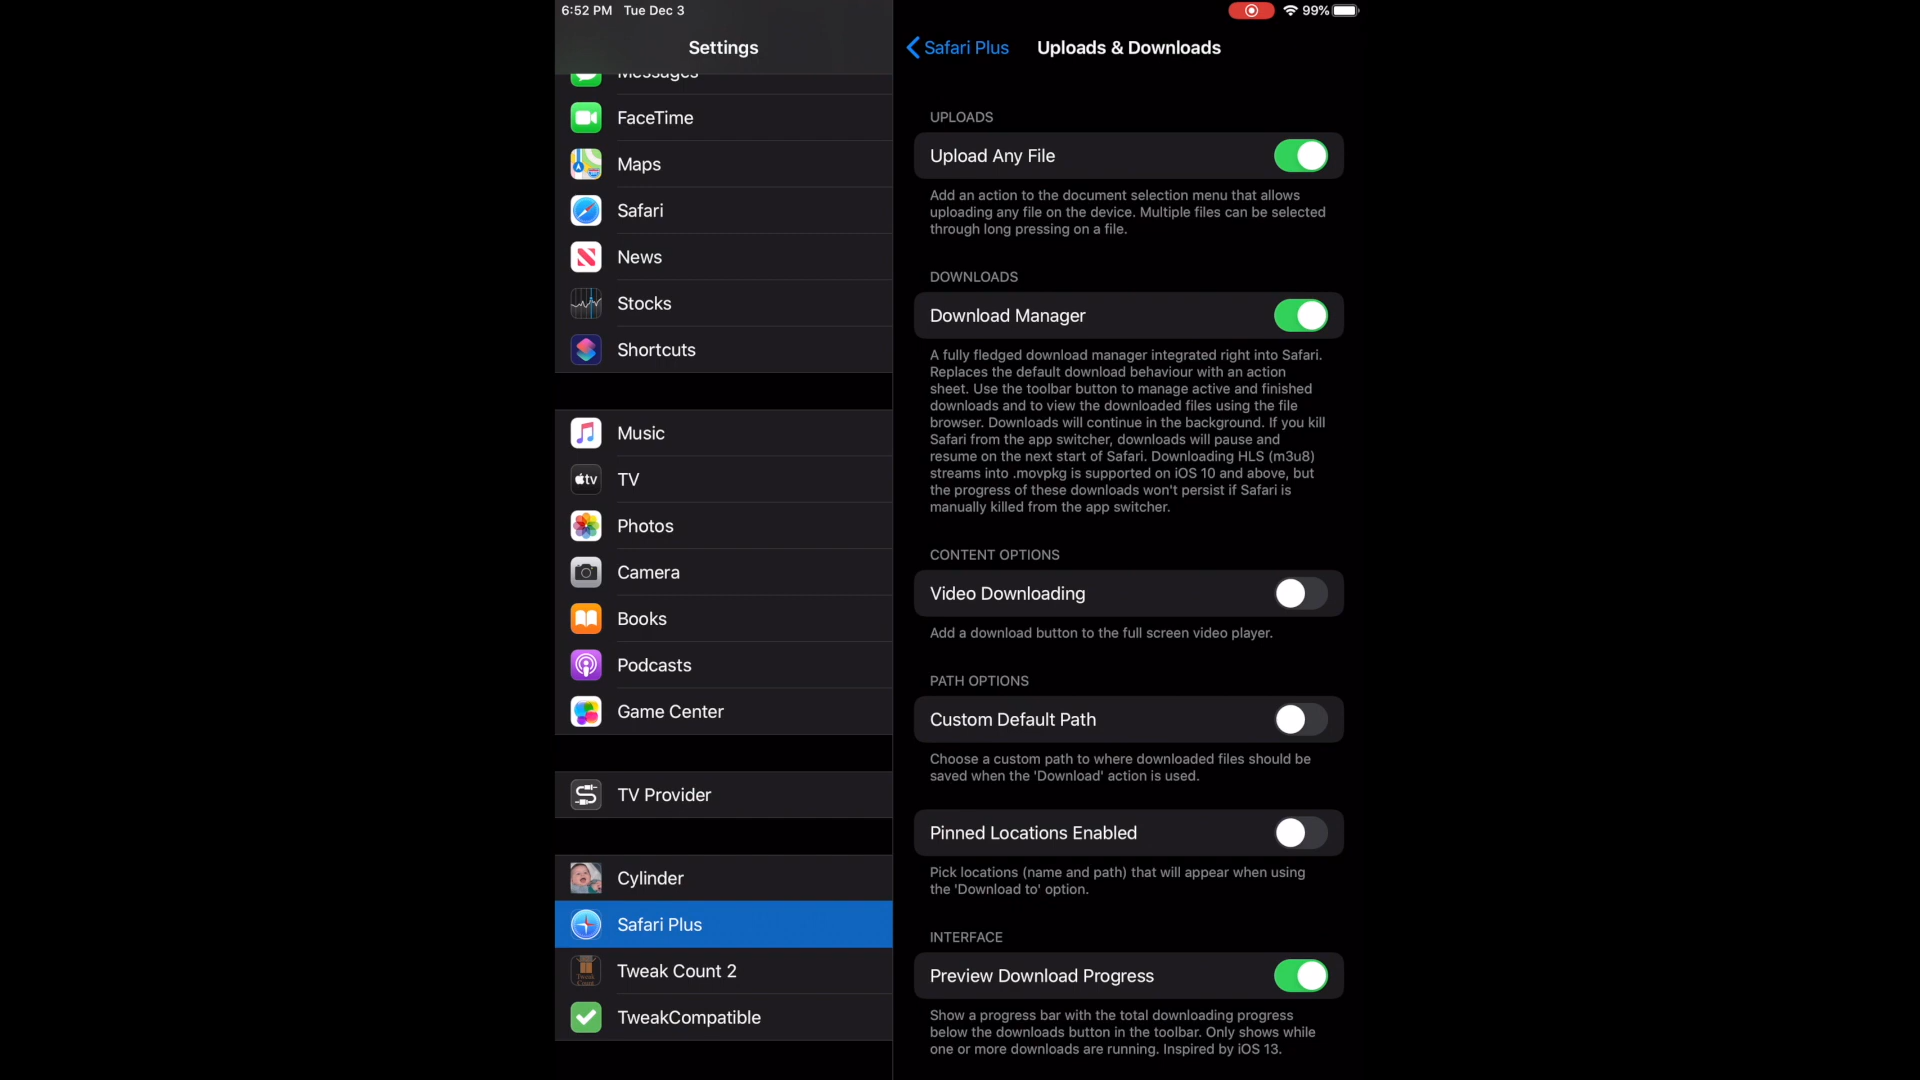 6:52 PM Tue Dec 3
99%
Settings
Messages
FaceTime
Maps
Safari
News
Stocks
Shortcuts
Music
TV
Photos
Camera
Books
Podcasts
Game Center
TV Provider
Cylinder
Safari Plus
Tweak Count 2
TweakCompatible
Safari Plus
Uploads & Downloads
UPLOADS
Upload Any File
Add an action to the document selection menu that allows
uploading any file on the device. Multiple files can be selected
through long pressing on a file.
DOWNLOADS
Download Manager
A fully fledged download manager integrated right into Safari.
Replaces the default download behaviour with an action
sheet. Use the toolbar button to manage active and finished
downloads and to view the downloaded files using the file
browser. Downloads will continue in the background. If you kill
Safari from the app switcher, downloads will pause and
resume on the next start of Safari. Downloading HLS (m3u8)
streams into .movpkg is supported on iOS 10 and above, but
the progress of these downloads won't persist if Safari is
manually killed from the app switcher.
CONTENT OPTIONS
Video Downloading
Add a download button to the full screen video player.
PATH OPTIONS
Custom Default Path
Choose a custom path to where downloaded files should be
saved when the 'Download' action is used.
Pinned Locations Enabled
Pick locations (name and path) that will appear when using
the 'Download to' option.
INTERFACE
Preview Download Progress
Show a progress bar with the total downloading progress
below the downloads button in the toolbar. Only shows while
one or more downloads are running. Inspired by iOS 13.